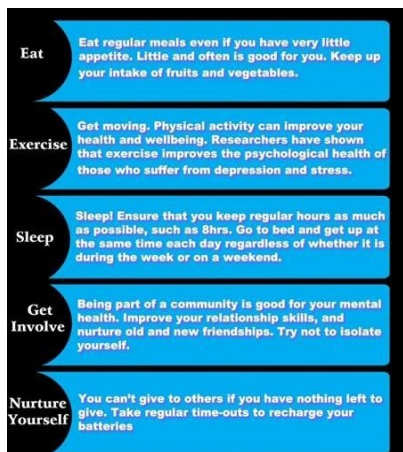 Eat
Eat regular meals even if you have very little
appetite. Little and often is good for you. Keep up
your intake of fruits and vegetables.
Exercise
Get moving. Physical activity can improve your
health and wellbeing. Researchers have shown
that exercise improves the psychological health of
those who suffer from depression and stress.
Sleep
Sleep! Ensure that you keep regular hours as much
as possible, such as 8hrs. Go to bed and get up at
the same time each day regardless of whether it is
during the week or on a weekend.
Get
Involve
Being part of a community is good for your mental
health. Improve your relationship skills, and
nurture old and new friendships. Try not to isolate
yourself.
Nurture
Yourself
You can't give to others if you have nothing left to
give. Take regular time-outs to recharge your
batteries